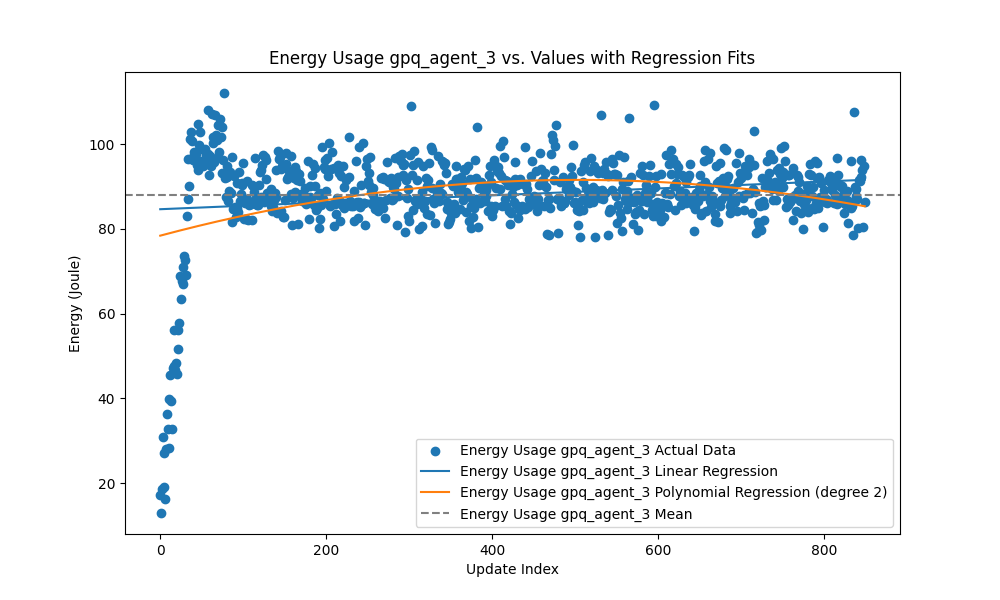 Energy Usage gpq_agent_3 vs. Values with Regression Fits
100
80
60
40
20
Energy (Joule)
0
200
400
600
800
Update Index
Energy Usage gpq_agent_3 Actual Data
Energy Usage gpq_agent_3 Linear Regression
Energy Usage gpq_agent_3 Polynomial Regression (degree 2)
Energy Usage gpq_agent_3 Mean